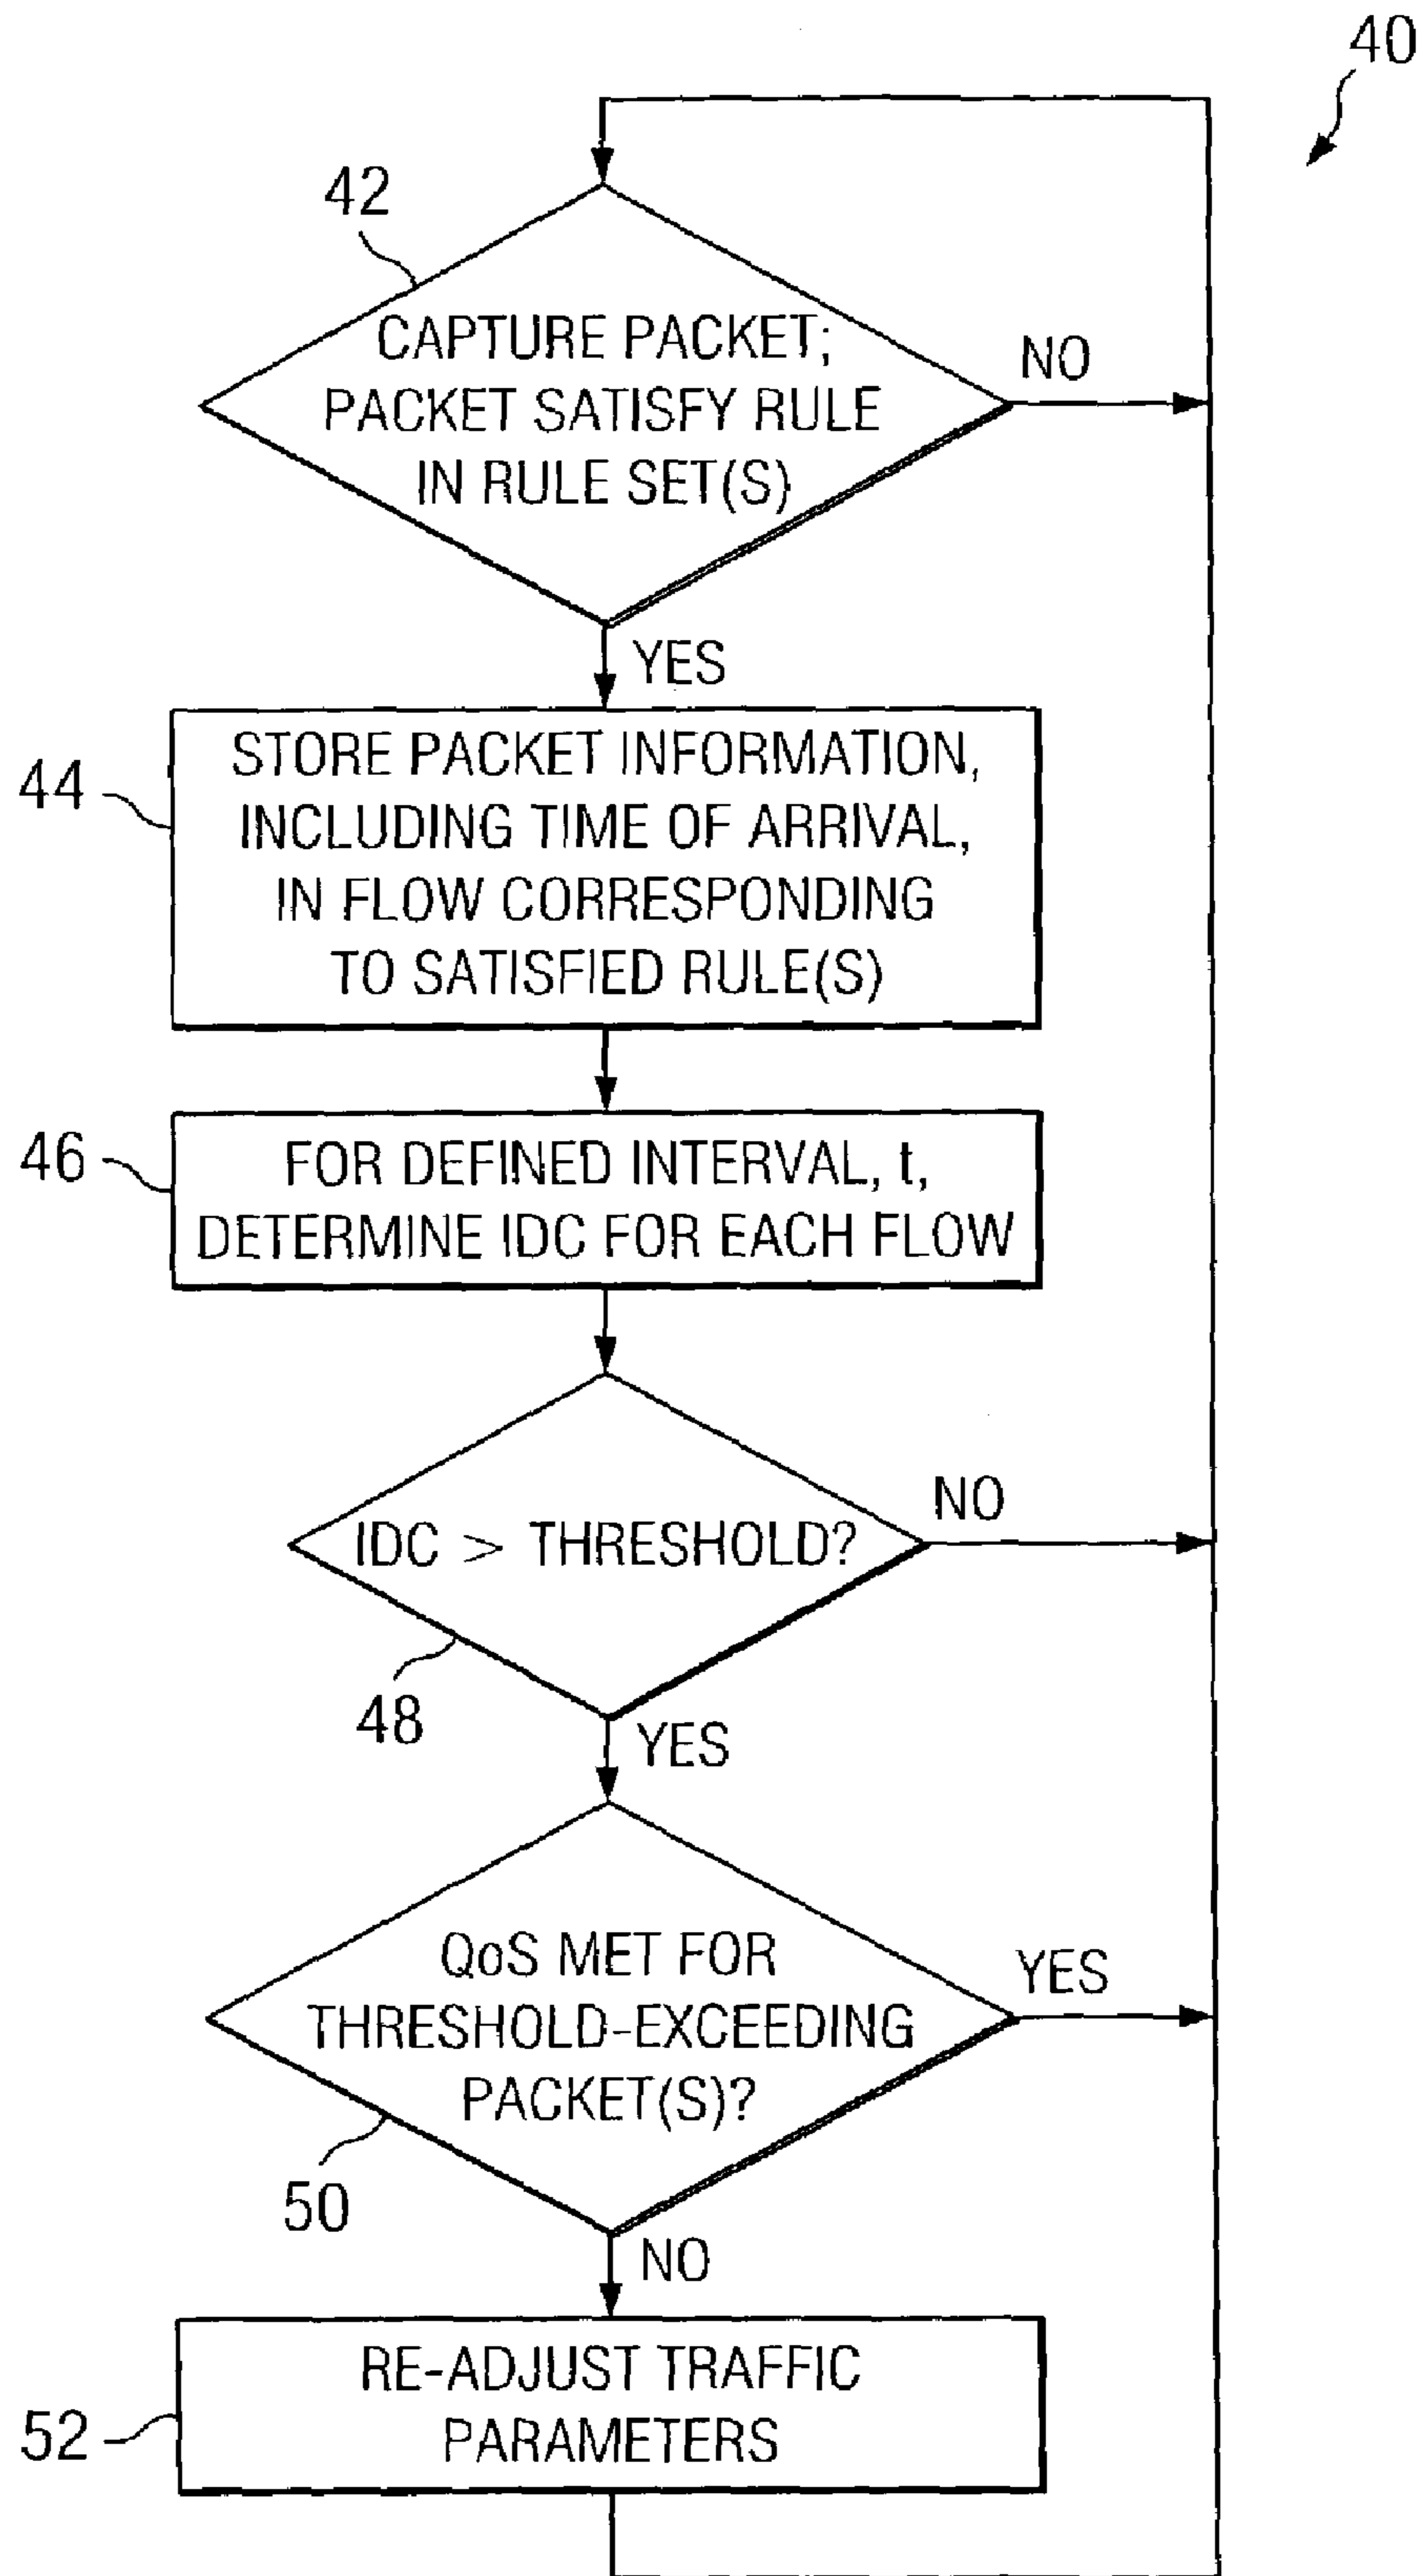 40
42
CAPTURE PACKET;
PACKET SATISFY RULE
IN RULE SET(S)
NO
YES
44
STORE PACKET INFORMATION,
INCLUDING TIME OF ARRIVAL,
IN FLOW CORRESPONDING
TO SATISFIED RULE(S)
46
FOR DEFINED INTERVAL, t,
DETERMINE IDC FOR EACH FLOW
IDC > THRESHOLD?
NO
48
YES
QoS MET FOR
THRESHOLD-EXCEEDING
PACKET(S)?
YES
50
NO
52
RE-ADJUST TRAFFIC
PARAMETERS